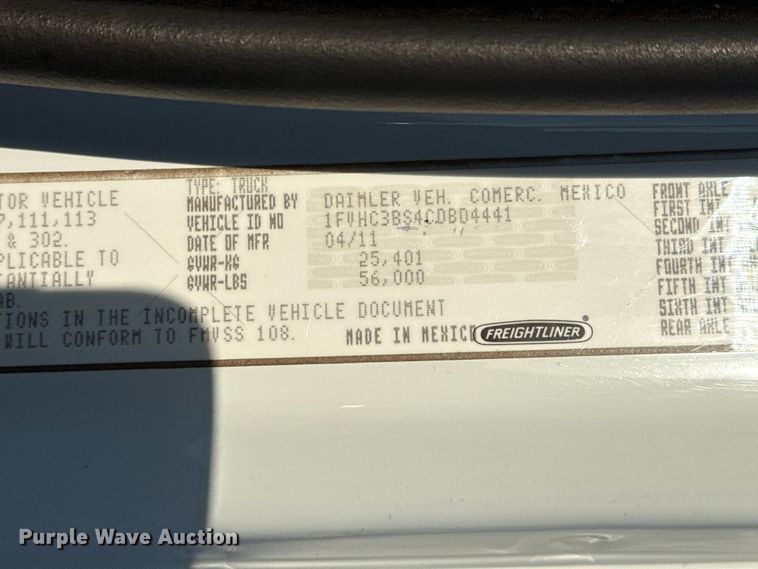 TYPE: TRUCK
TOR VEHICLE MANUFACTURED BY DAIMLER VEH. COMERC. MEXICO FRONT AXLE
7,111,113 VEHICLE ID NO 1FVHC3BS4CDBD4441 FIRST INT
& 302. DATE OF MFR 04/11 SECOND INT
PLICABLE TO GVWR-KG 25,401 THIRD INT
TANTIALLY GVWR-LBS 56,000 FOURTH INT
AB. FIFTH INT
TIONS IN THE INCOMPLETE VEHICLE DOCUMENT SIXTH INT
WILL CONFORM TO FMVSS 108. MADE IN MEXICO FREIGHTLINER ® REAR AXLE
Purple Wave Auction